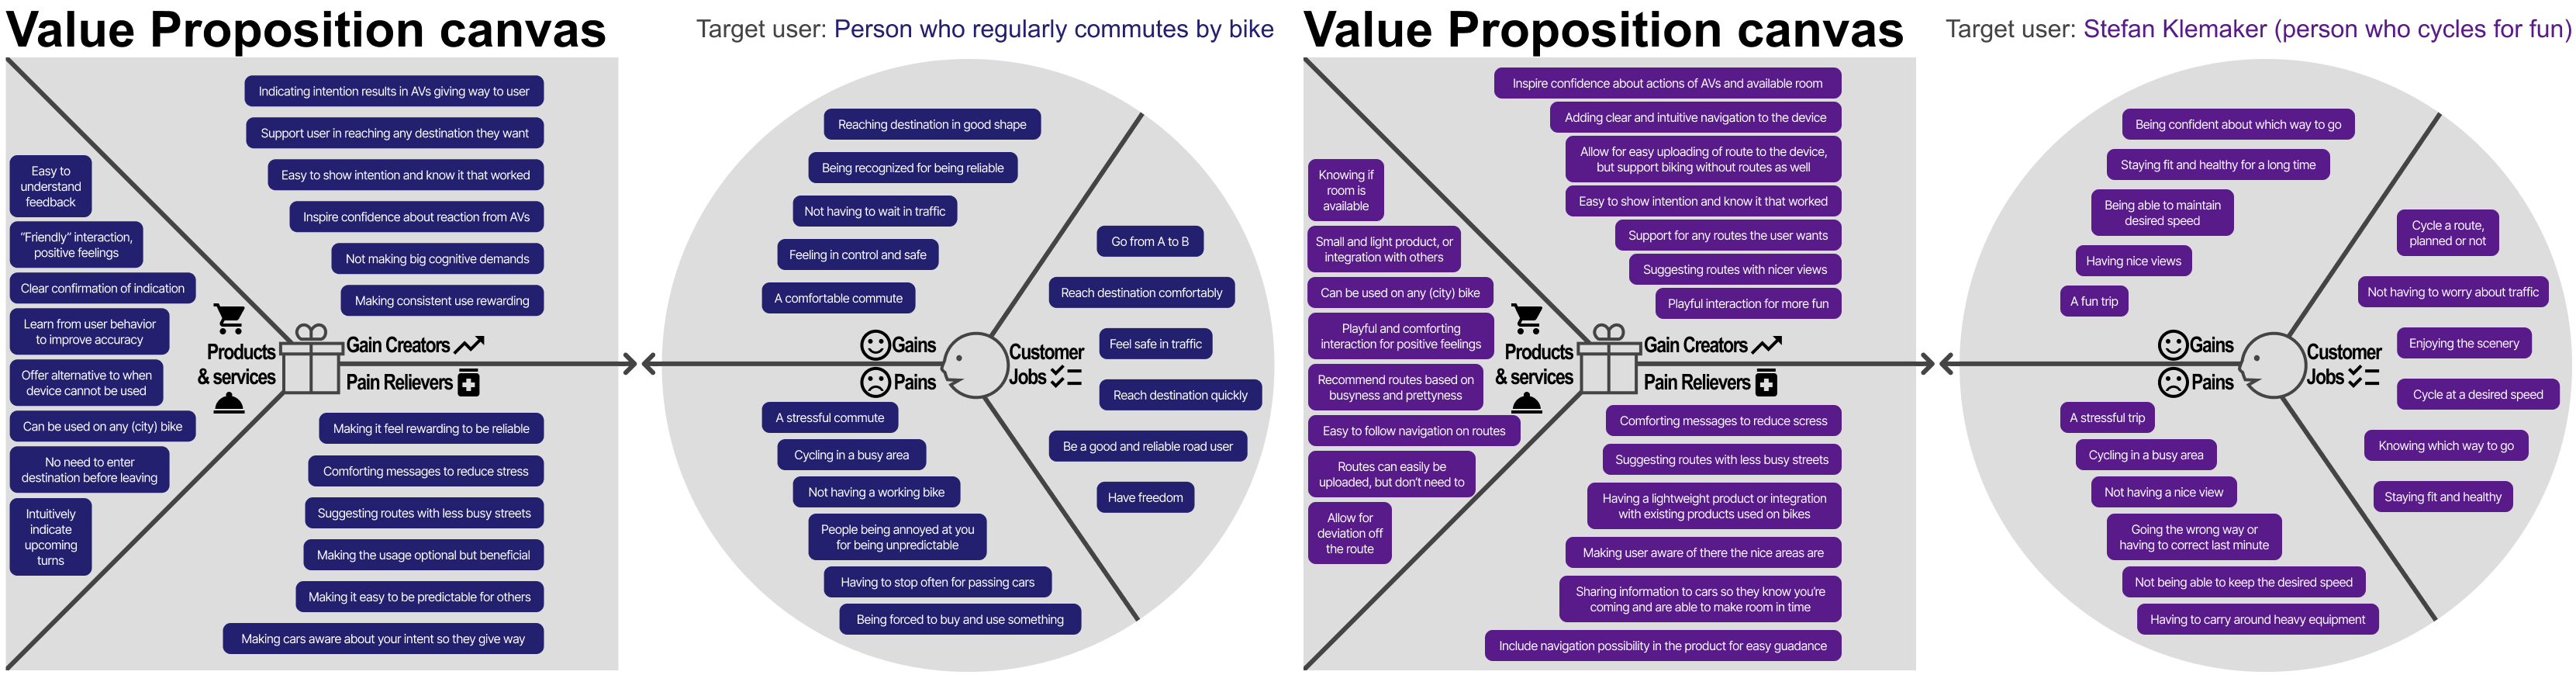 Value Proposition canvas
Target user: Person who regularly commutes by bike
Indicating intention results in AVs giving way to user
Support user in reaching any destination they want
Easy to show intention and know it that worked
Inspire confidence about reaction from AVs
Not making big cognitive demands
Making consistent use rewarding
Easy to
understand
feedback
“Friendly” interaction,
positive feelings
Clear confirmation of indication
Learn from user behavior
to improve accuracy
Offer alternative to when
device cannot be used
Can be used on any (city) bike
No need to enter
destination before leaving
Intuitively
indicate
upcoming
turns
Products
& services
Gain Creators
Pain Relievers
Making it feel rewarding to be reliable
Comforting messages to reduce stress
Suggesting routes with less busy streets
Making the usage optional but beneficial
Making it easy to be predictable for others
Making cars aware about your intent so they give way
Reaching destination in good shape
Being recognized for being reliable
Not having to wait in traffic
Feeling in control and safe
A comfortable commute
Gains
Pains
A stressful commute
Cycling in a busy area
Not having a working bike
People being annoyed at you
for being unpredictable
Having to stop often for passing cars
Being forced to buy and use something
Customer
Jobs
Go from A to B
Reach destination comfortably
Feel safe in traffic
Reach destination quickly
Be a good and reliable road user
Have freedom
Value Proposition canvas
Target user: Stefan Klemaker (person who cycles for fun)
Inspire confidence about actions of AVs and available room
Adding clear and intuitive navigation to the device
Allow for easy uploading of route to the device,
but support biking without routes as well
Easy to show intention and know it that worked
Support for any routes the user wants
Suggesting routes with nicer views
Playful interaction for more fun
Knowing if
room is
available
Small and light product, or
integration with others
Can be used on any (city) bike
Playful and comforting
interaction for positive feelings
Recommend routes based on
busyness and prettyness
Easy to follow navigation on routes
Routes can easily be
uploaded, but don’t need to
Allow for
deviation off
the route
Products
& services
Gain Creators
Pain Relievers
Comforting messages to reduce scress
Suggesting routes with less busy streets
Having a lightweight product or integration
with existing products used on bikes
Making user aware of there the nice areas are
Sharing information to cars so they know you’re
coming and are able to make room in time
Include navigation possibility in the product for easy guadance
Being confident about which way to go
Staying fit and healthy for a long time
Being able to maintain
desired speed
Having nice views
A fun trip
Gains
Pains
A stressful trip
Cycling in a busy area
Not having a nice view
Going the wrong way or
having to correct last minute
Not being able to keep the desired speed
Having to carry around heavy equipment
Customer
Jobs
Cycle a route,
planned or not
Not having to worry about traffic
Enjoying the scenery
Cycle at a desired speed
Knowing which way to go
Staying fit and healthy